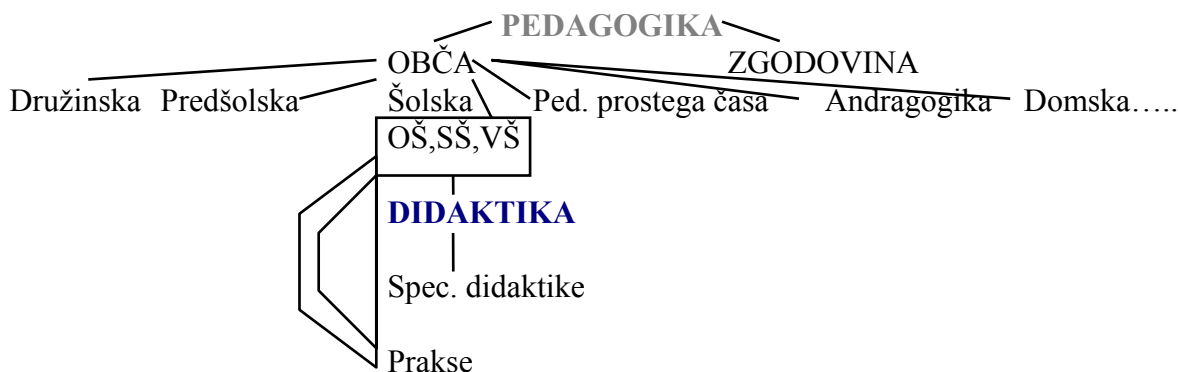 PEDAGOGIKA
OBČA ZGODOVINA
Družinska Predšolska Šolska Ped. prostega časa Andragogika Domska…..
OŠ,SŠ,VŠ
DIDAKTIKA
Spec. didaktike
Prakse